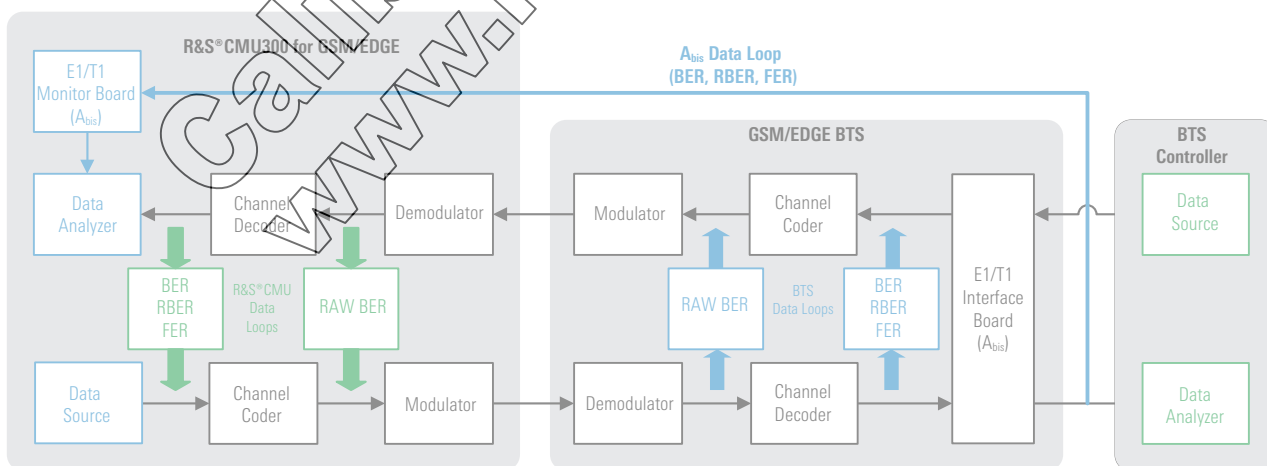 R&S®CMU300 for GSM/EDGE
E1/T1
Monitor Board
(Abis)
Abis Data Loop
(BER, RBER, FER)
GSM/EDGE BTS
BTS
Controller
Data
Analyzer
Channel
Decoder
Demodulator
Modulator
Channel
Coder
Data
Source
BER
RBER
FER
R&S®CMU
Data
Loops
RAW BER
RAW BER
BTS
Data Loops
BER
RBER
FER
E1/T1
Interface
Board
(Abis)
Data
Source
Channel
Coder
Modulator
Demodulator
Channel
Decoder
Data
Analyzer
www.